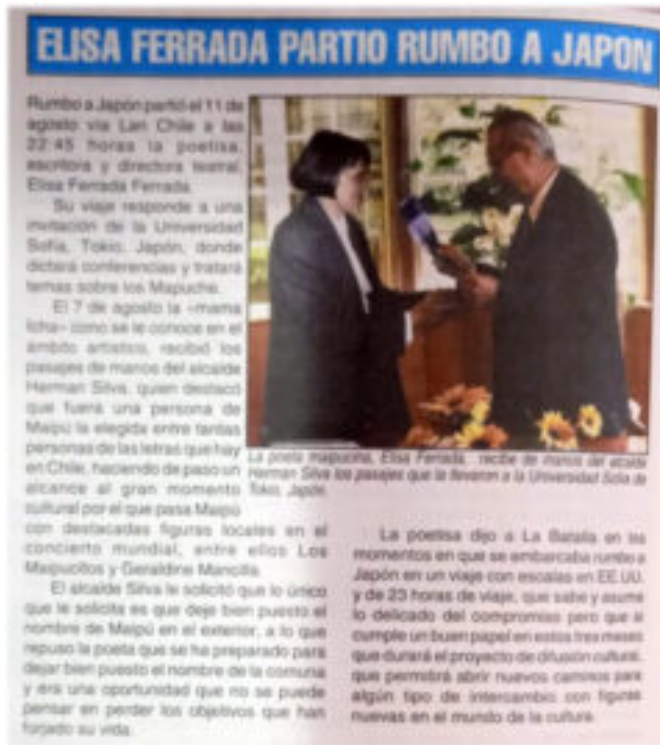 ELISA FERRADA PARTIO RUMBO A JAPON
Rumbo a Japón partió el 11 de
agosto vía Lan Chile a las
22:45 horas la poetisa,
escritora y directora teatral,
Elisa Ferrada Ferrada.
Su viaje responde a una
invitación de la Universidad
Sofía, Tokio, Japón, donde
dictará conferencias y tratará
temas sobre los Mapuche.
El 7 de agosto la «mama
Icha» como se le conoce en el
ámbito artístico, recibió los
pasajes de manos del alcalde
Herman Silva, quien destacó
que fuera una persona de
Maipú la elegida entre tantas
personas de las letras que hay
en Chile, haciendo de paso un
alcance al gran momento
cultural por el que pasa Maipú
con destacadas figuras locales en el
concierto mundial, entre ellos Los
Maipucitos y Geraldine Mancilla.
El alcalde Silva le solicitó que lo único
que le solicita es que deje bien puesto el
nombre de Maipú en el exterior, a lo que
repuso la poeta que se ha preparado para
dejar bien puesto el nombre de la comuna
y era una oportunidad que no se puede
pensar en perder los objetivos que han
forjado su vida.
La poeta maipucina, Elisa Ferrada, recibe de manos del alcalde
Herman Silva los pasajes que la llevaron a la Universidad Sofía de
Tokio, Japón.
La poetisa dijo a La Batalla en los
momentos en que se embarcaba rumbo a
Japón en un viaje con escalas en EE.UU.
y de 23 horas de viaje, que sabe y asume
lo delicado del compromiso pero que si
cumple un buen papel en estos tres meses
que durará el proyecto de difusión cultural,
que permitirá abrir nuevos caminos para
algún tipo de intercambio con figuras
nuevas en el mundo de la cultura.